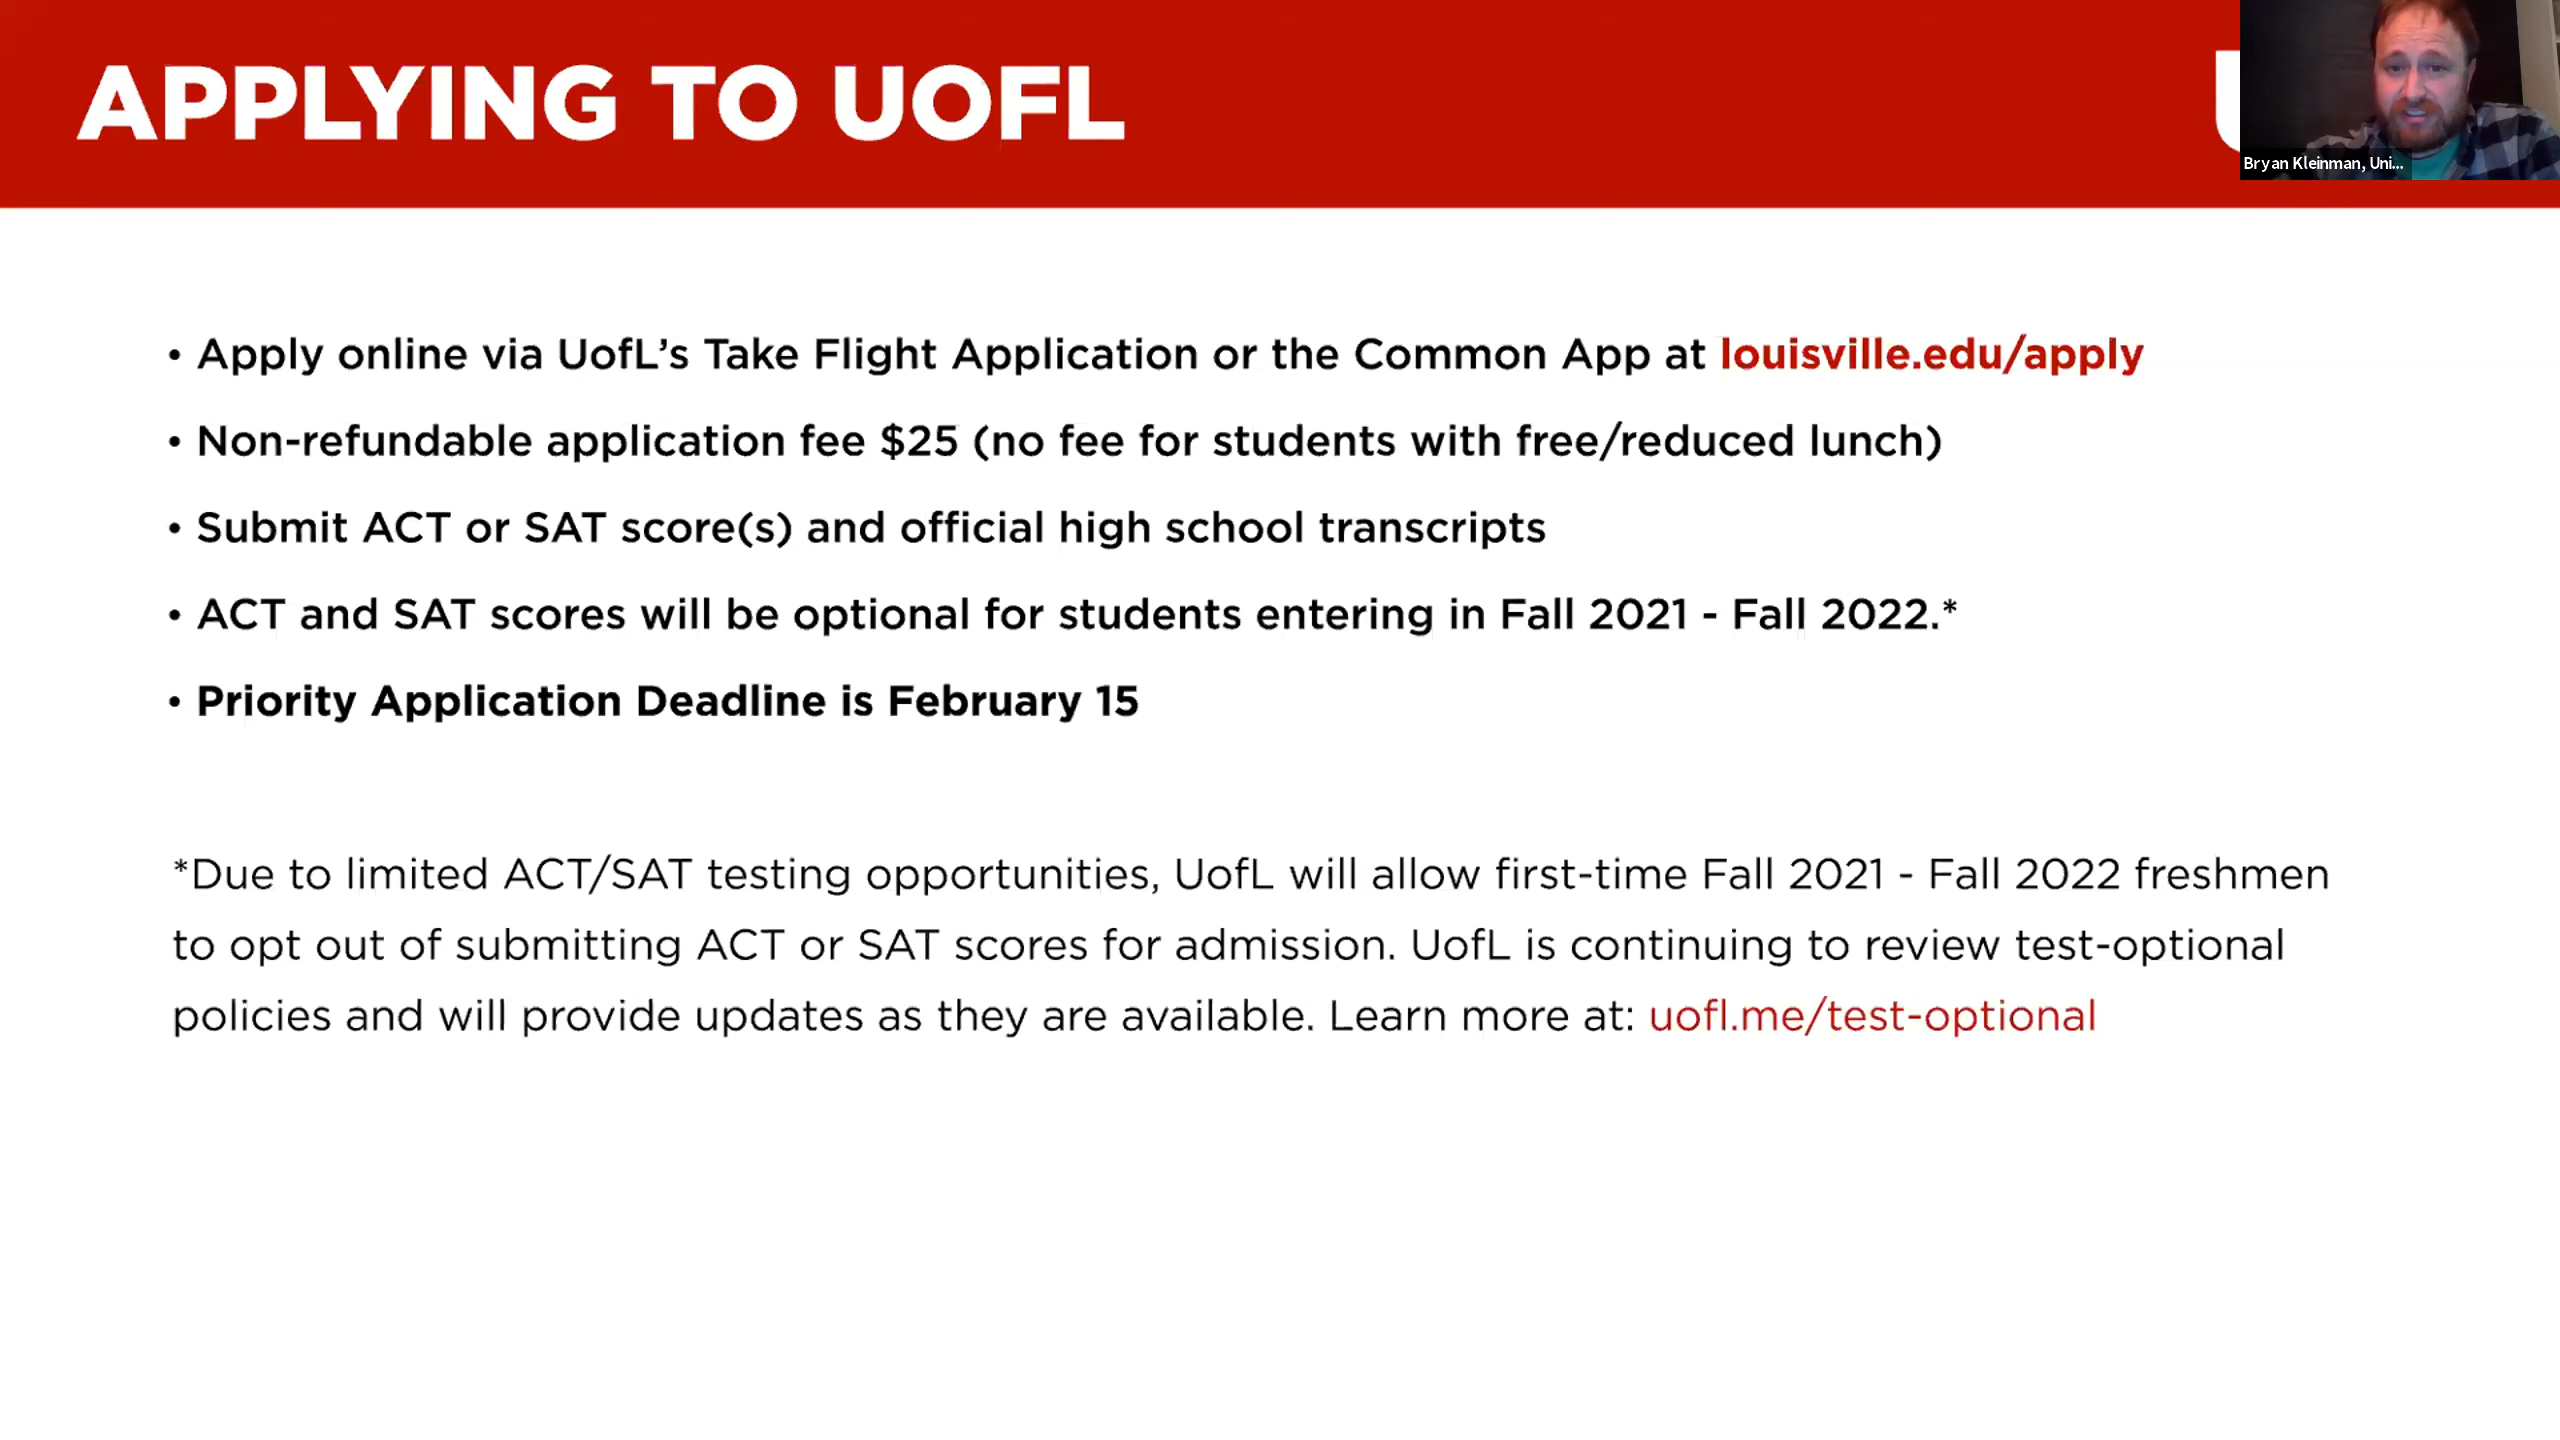 APPLYING TO UOFL
Bryan Kleinman, Uni...
• Apply online via UofL’s Take Flight Application or the Common App at louisville.edu/apply
• Non-refundable application fee $25 (no fee for students with free/reduced lunch)
• Submit ACT or SAT score(s) and official high school transcripts
• ACT and SAT scores will be optional for students entering in Fall 2021 - Fall 2022.*
• Priority Application Deadline is February 15
*Due to limited ACT/SAT testing opportunities, UofL will allow first-time Fall 2021 - Fall 2022 freshmen
to opt out of submitting ACT or SAT scores for admission. UofL is continuing to review test-optional
policies and will provide updates as they are available. Learn more at: uofl.me/test-optional